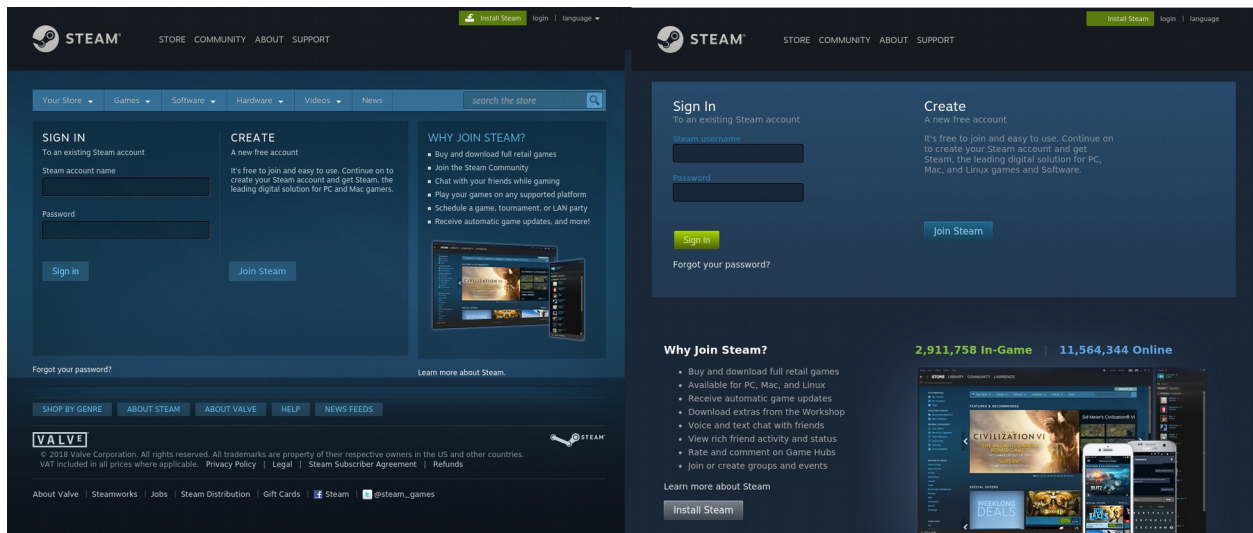 Install Steam login | language
STEAM®
STORE COMMUNITY ABOUT SUPPORT
Your Store Games Software Hardware Videos News search the store
SIGN IN
To an existing Steam account
Steam account name
Password
Sign in
CREATE
A new free account
It's free to join and easy to use. Continue on to
create your Steam account and get Steam, the
leading digital solution for PC and Mac gamers.
Join Steam
WHY JOIN STEAM?
Buy and download full retail games
Join the Steam Community
Chat with your friends while gaming
Play your games on any supported platform
Schedule a game, tournament, or LAN party
Receive automatic game updates, and more!
CIVILIZATION VI
Forgot your password?
Learn more about Steam.
SHOP BY GENRE ABOUT STEAM ABOUT VALVE HELP NEWS FEEDS
VALVE STEAM
© 2018 Valve Corporation. All rights reserved. All trademarks are property of their respective owners in the US and other countries.
VAT included in all prices where applicable. Privacy Policy | Legal | Steam Subscriber Agreement | Refunds
About Valve | Steamworks | Jobs | Steam Distribution | Gift Cards | Steam | @steam_games
Install Steam login | language
STEAM®
STORE COMMUNITY ABOUT SUPPORT
Sign In
To an existing Steam account
Steam username
Password
Sign in
Forgot your password?
Create
A new free account
It's free to join and easy to use. Continue on
to create your Steam account and get
Steam, the leading digital solution for PC,
Mac, and Linux games and Software.
Join Steam
Why Join Steam?
Buy and download full retail games
Available for PC, Mac, and Linux
Receive automatic game updates
Download extras from the Workshop
Voice and text chat with friends
View rich friend activity and status
Rate and comment on Game Hubs
Join or create groups and events
Learn more about Steam
Install Steam
2,911,758 In-Game | 11,564,344 Online
STORE LIBRARY COMMUNITY LAWRENCE
FEATURED & RECOMMENDED
CIVILIZATION VI
Sid Meier's Civilization® VI
SPECIAL OFFERS
WEEKLONG
DEALS